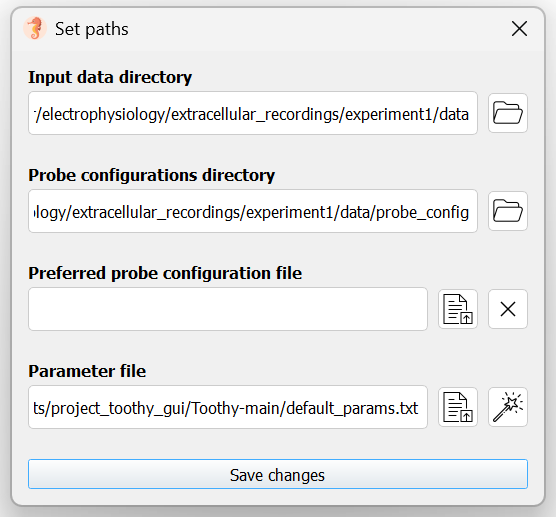 Set paths
Input data directory
/electrophysiology/extracellular_recordings/experiment1/data
Probe configurations directory
ology/extracellular_recordings/experiment1/data/probe_config
Preferred probe configuration file
Parameter file
ts/project_toothy_gui/Toothy-main/default_params.txt
Save changes